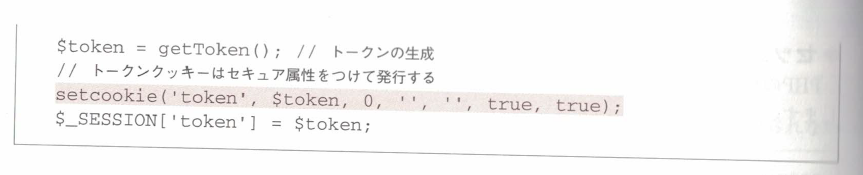 $token = getToken(); // トークンの生成
// トークンクッキーはセキュア属性をつけて発行する
setcookie('token', $token, 0, '', '', true, true);
$_SESSION['token'] = $token;